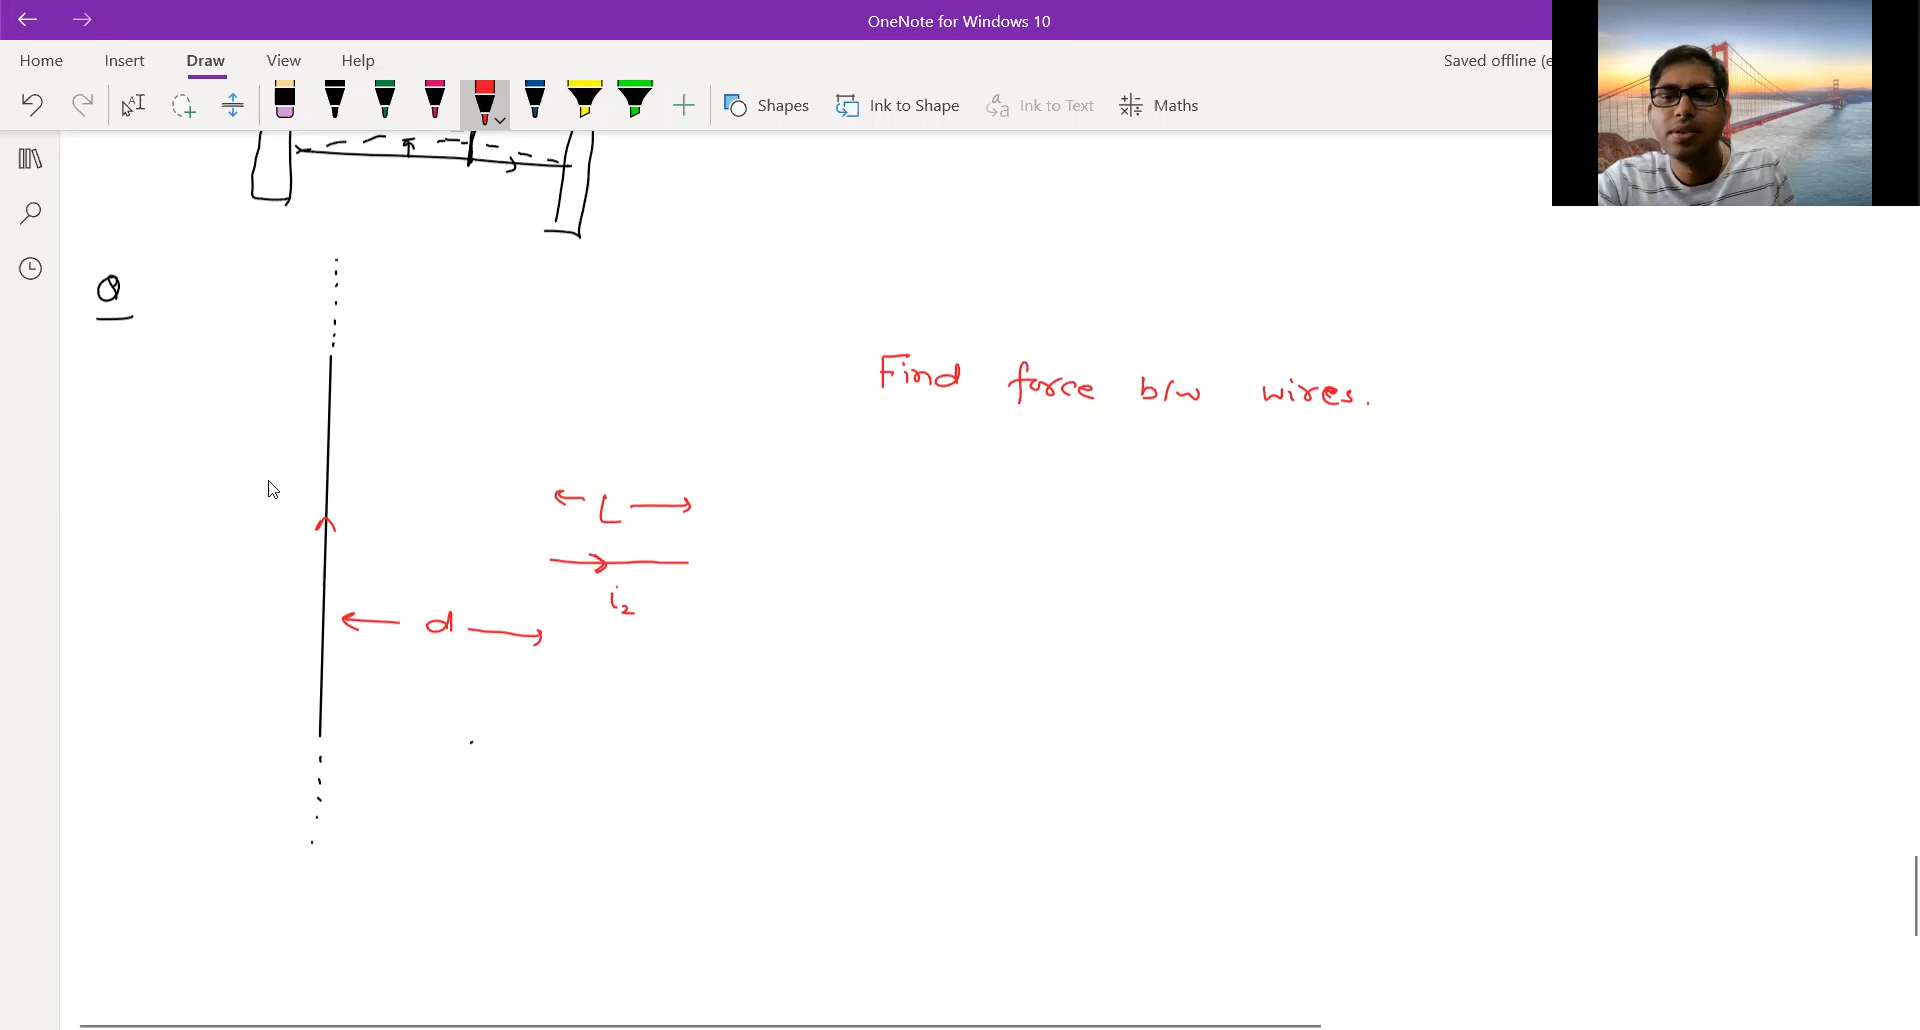 OneNote for Windows 10
Home Insert Draw View Help Saved offline (e
Shapes Ink to Shape Ink to Text Maths
Q
Find force b/w wires.
L
i₂
d